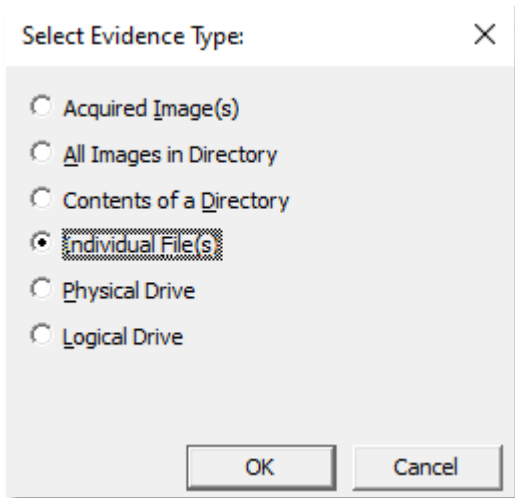 Select Evidence Type:
Acquired Image(s)
All Images in Directory
Contents of a Directory
Individual File(s)
Physical Drive
Logical Drive
OK Cancel